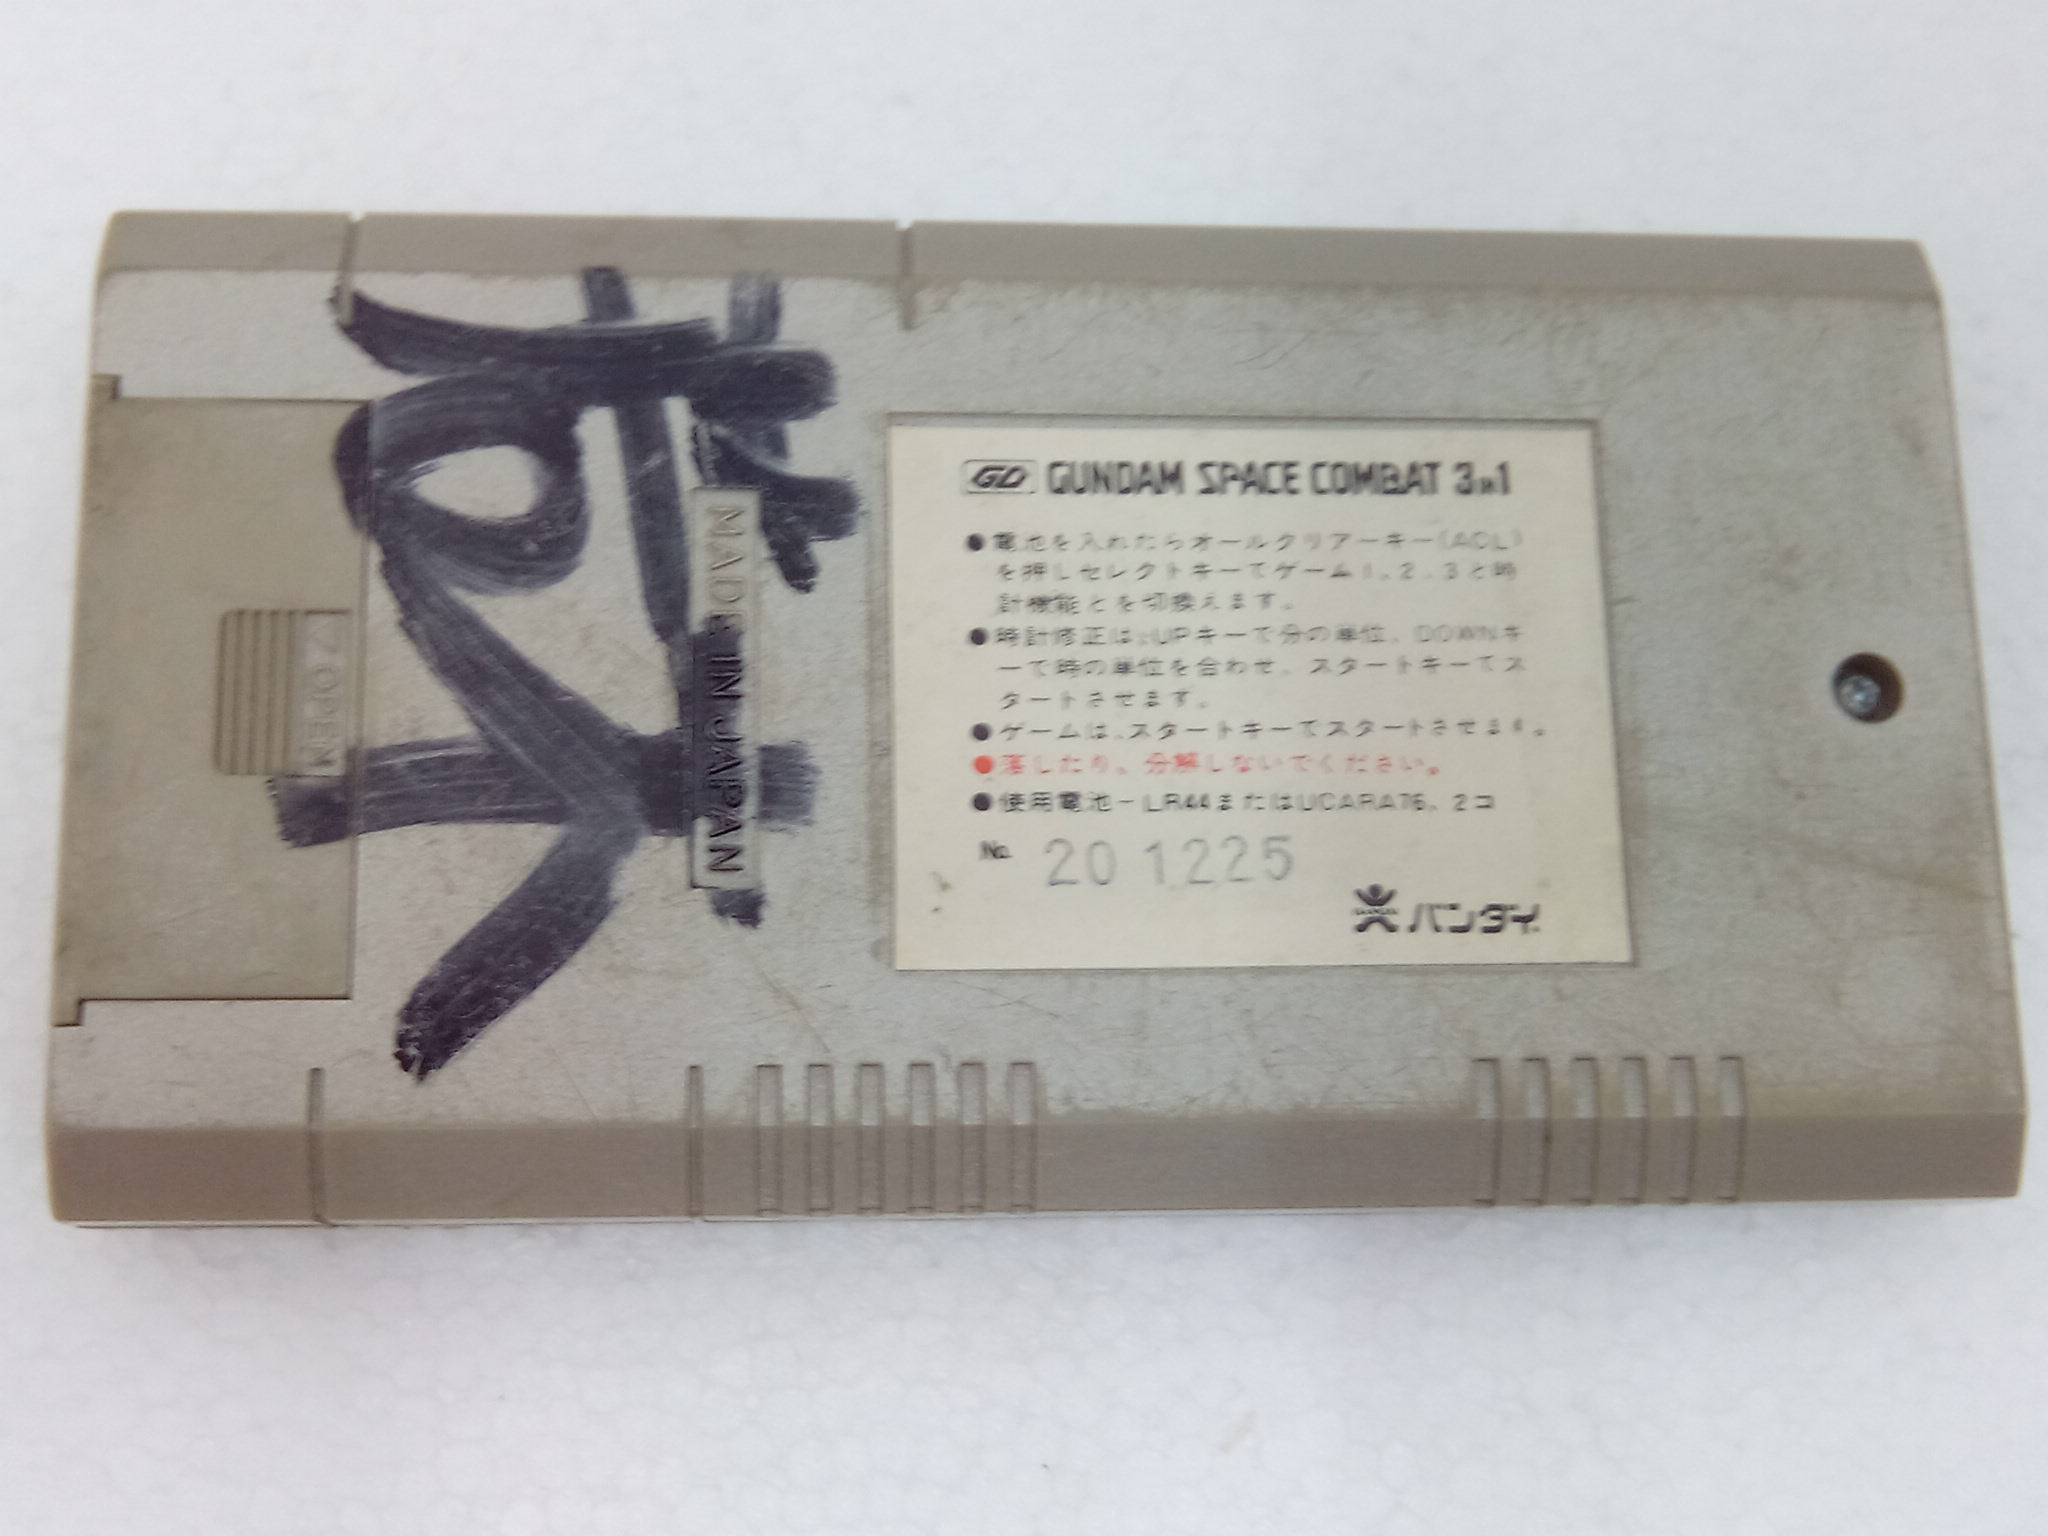 GD GUNDAM SPACE COMBAT 3in1
●電池を入れたらオールクリアーキー(ACL)
を押しセレクトキーでゲーム1、2、3と時
計機能とを切換えます。
●時計修正は、UPキーで分の単位、DOWNキ
ーで時の単位を合わせ、スタートキーでス
タートさせます。
●ゲームは、スタートキーでスタートさせます。
●落したり、分解しないでください。
●使用電池−LR44またはUCARA76、2コ
No. 201225
バンダイ
MADE IN JAPAN
▽OPEN